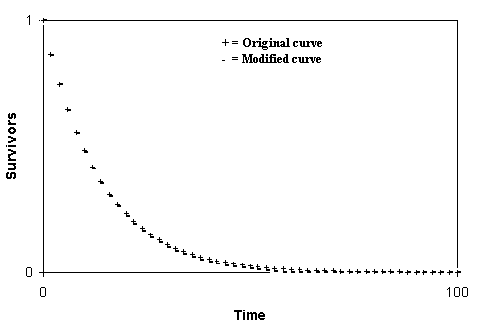 1
+ = Original curve
- = Modified curve
Survivors
0
0
100
Time